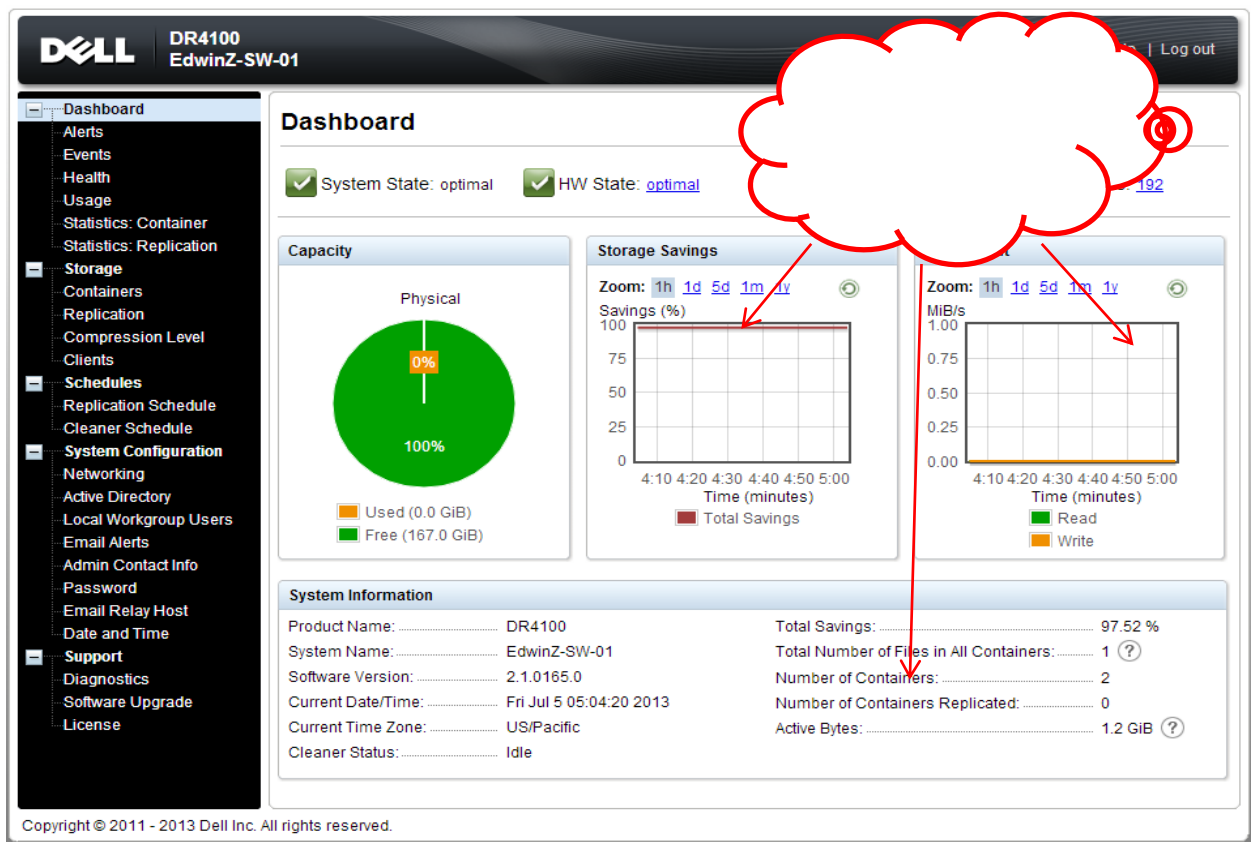 DELL
DR4100
EdwinZ-SW-01
| Log out
Dashboard
Alerts
Events
Health
Usage
Statistics: Container
Statistics: Replication
Storage
Containers
Replication
Compression Level
Clients
Schedules
Replication Schedule
Cleaner Schedule
System Configuration
Networking
Active Directory
Local Workgroup Users
Email Alerts
Admin Contact Info
Password
Email Relay Host
Date and Time
Support
Diagnostics
Software Upgrade
License
Dashboard
System State: optimal
HW State: optimal
192
Capacity
Physical
0%
100%
Used (0.0 GiB)
Free (167.0 GiB)
Storage Savings
Zoom: 1h 1d 5d 1m 1y
Savings (%)
100
75
50
25
0
4:10 4:20 4:30 4:40 4:50 5:00
Time (minutes)
Total Savings
Zoom: 1h 1d 5d 1m 1y
MiB/s
1.00
0.75
0.50
0.25
0.00
4:10 4:20 4:30 4:40 4:50 5:00
Time (minutes)
Read
Write
System Information
Product Name: DR4100
System Name: EdwinZ-SW-01
Software Version: 2.1.0165.0
Current Date/Time: Fri Jul 5 05:04:20 2013
Current Time Zone: US/Pacific
Cleaner Status: Idle
Total Savings: 97.52 %
Total Number of Files in All Containers: 1 ?
Number of Containers: 2
Number of Containers Replicated: 0
Active Bytes: 1.2 GiB ?
Copyright © 2011 - 2013 Dell Inc. All rights reserved.